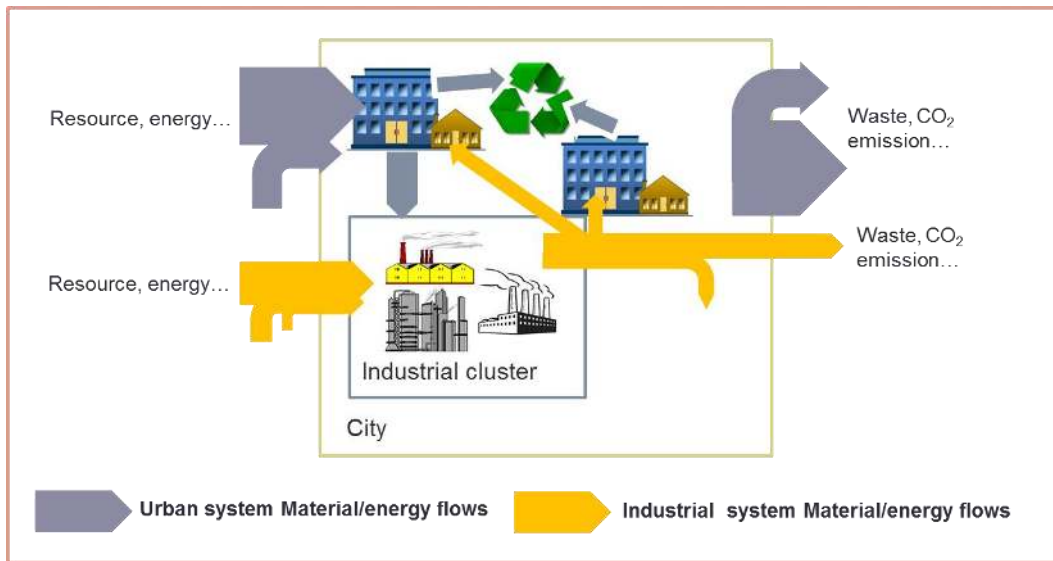 Resource, energy…
Waste, CO₂
emission…
Waste, CO₂
emission…
Resource, energy…
Industrial cluster
City
Urban system Material/energy flows
Industrial system Material/energy flows